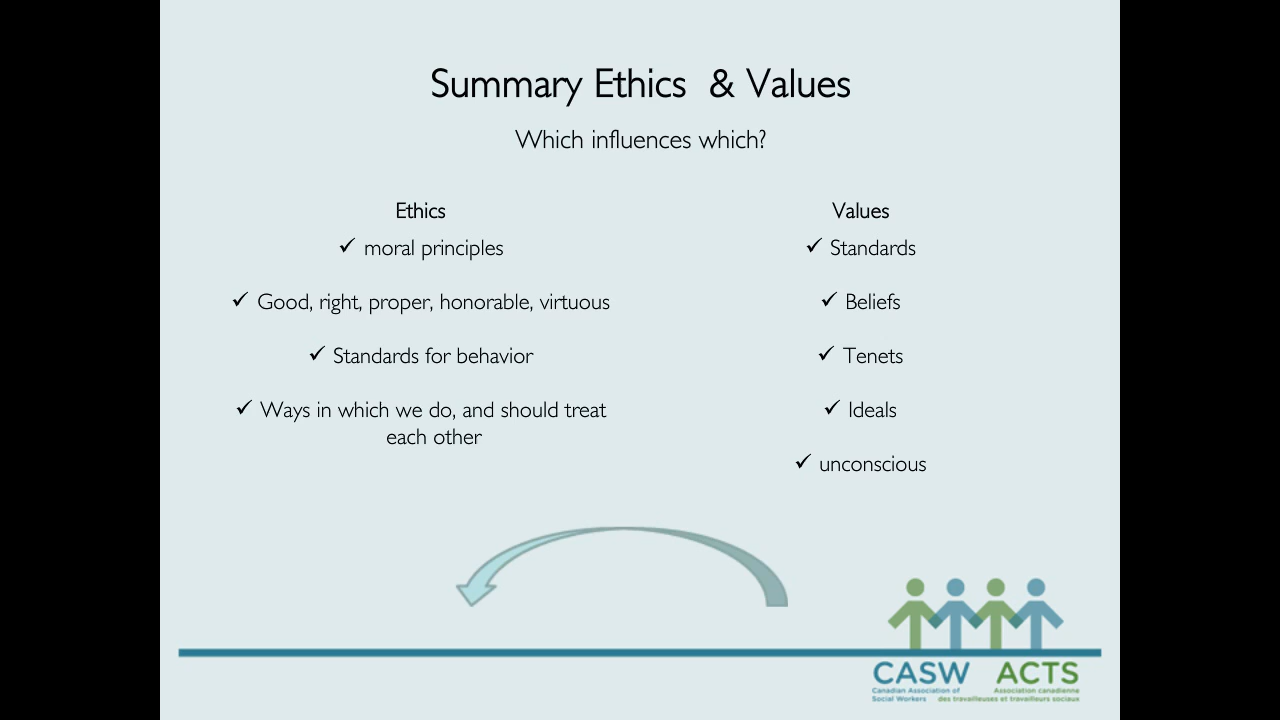 Summary Ethics & Values
Which influences which?
Ethics
✓ moral principles
✓ Good, right, proper, honorable, virtuous
✓ Standards for behavior
✓ Ways in which we do, and should treat
each other
Values
✓ Standards
✓ Beliefs
✓ Tenets
✓ Ideals
✓ unconscious
CASW ACTS
Canadian Association of Association canadienne
Social Workers des travailleuses et travailleurs sociaux